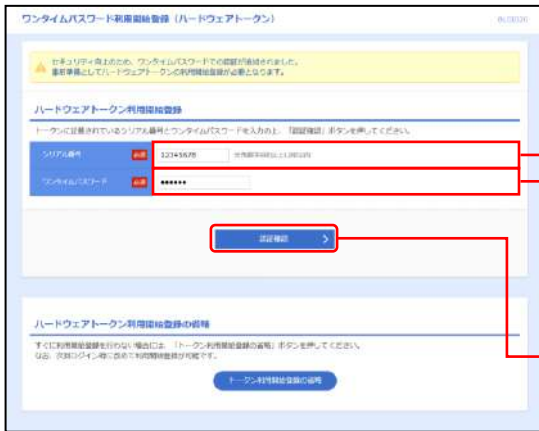 ワンタイムパスワード利用開始登録（ハードウェアトークン）
セキュリティ向上のため、ワンタイムパスワードでの認証が追加されました。
事前準備としてハードウェアトークンの利用開始登録が必要となります。
ハードウェアトークン利用開始登録
トークンに記載されているシリアル番号とワンタイムパスワードを入力の上、「認証確認」ボタンを押してください。
シリアル番号 必須 12345678
ワンタイムパスワード 必須 ••••••
認証確認
ハードウェアトークン利用開始登録の省略
すぐに利用開始登録を行わない場合には、「トークン利用開始登録の省略」ボタンを押してください。
なお、次回ログイン時に改めて利用開始登録が可能です。
トークン利用開始登録の省略